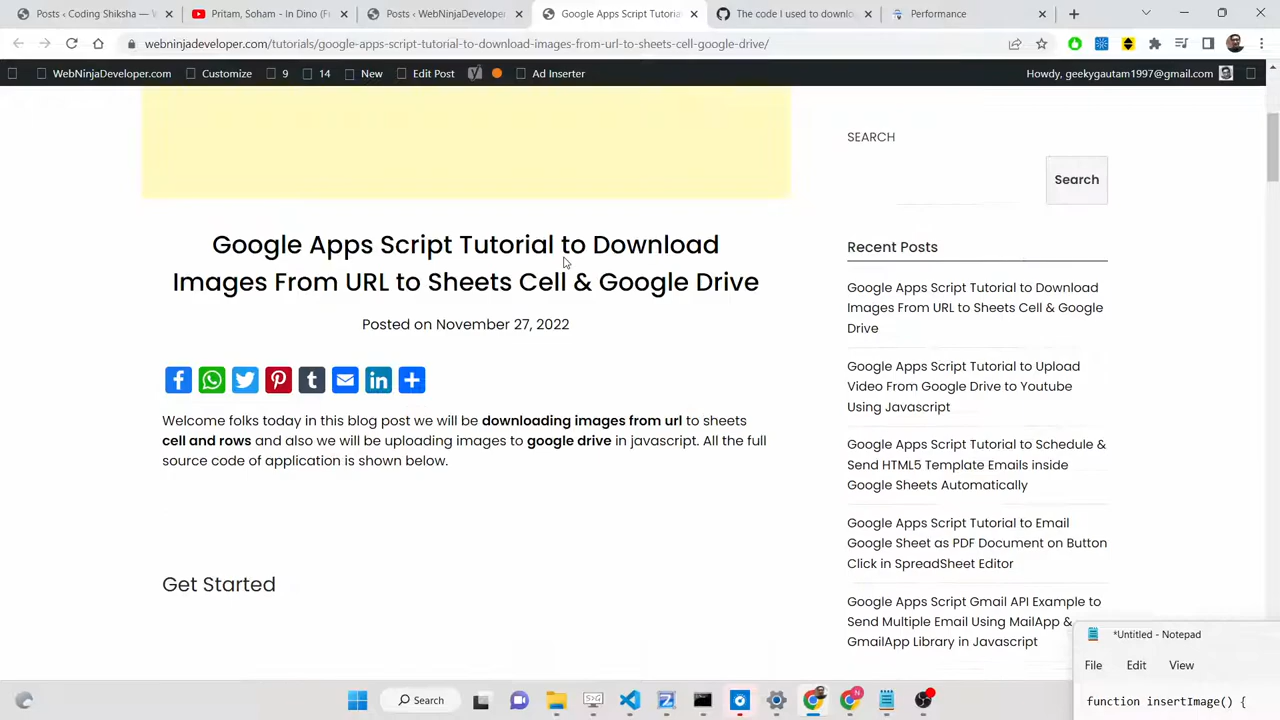 Posts ‹ Coding Shiksha —
Pritam, Soham - In Dino (F
Posts ‹ WebNinjaDeveloper
Google Apps Script Tutorial
The code I used to downlo
Performance
webninjadeveloper.com/tutorials/google-apps-script-tutorial-to-download-images-from-url-to-sheets-cell-google-drive/
WebNinjaDeveloper.com Customize 9 14 New Edit Post Ad Inserter Howdy, geekygautam1997@gmail.com
SEARCH
Search
Google Apps Script Tutorial to Download
Images From URL to Sheets Cell & Google Drive
Posted on November 27, 2022
Welcome folks today in this blog post we will be downloading images from url to sheets
cell and rows and also we will be uploading images to google drive in javascript. All the full
source code of application is shown below.
Get Started
Recent Posts
Google Apps Script Tutorial to Download
Images From URL to Sheets Cell & Google
Drive
Google Apps Script Tutorial to Upload
Video From Google Drive to Youtube
Using Javascript
Google Apps Script Tutorial to Schedule &
Send HTML5 Template Emails inside
Google Sheets Automatically
Google Apps Script Tutorial to Email
Google Sheet as PDF Document on Button
Click in SpreadSheet Editor
Google Apps Script Gmail API Example to
Send Multiple Email Using MailApp &
GmailApp Library in Javascript
*Untitled - Notepad
File Edit View
function insertImage() {
Search